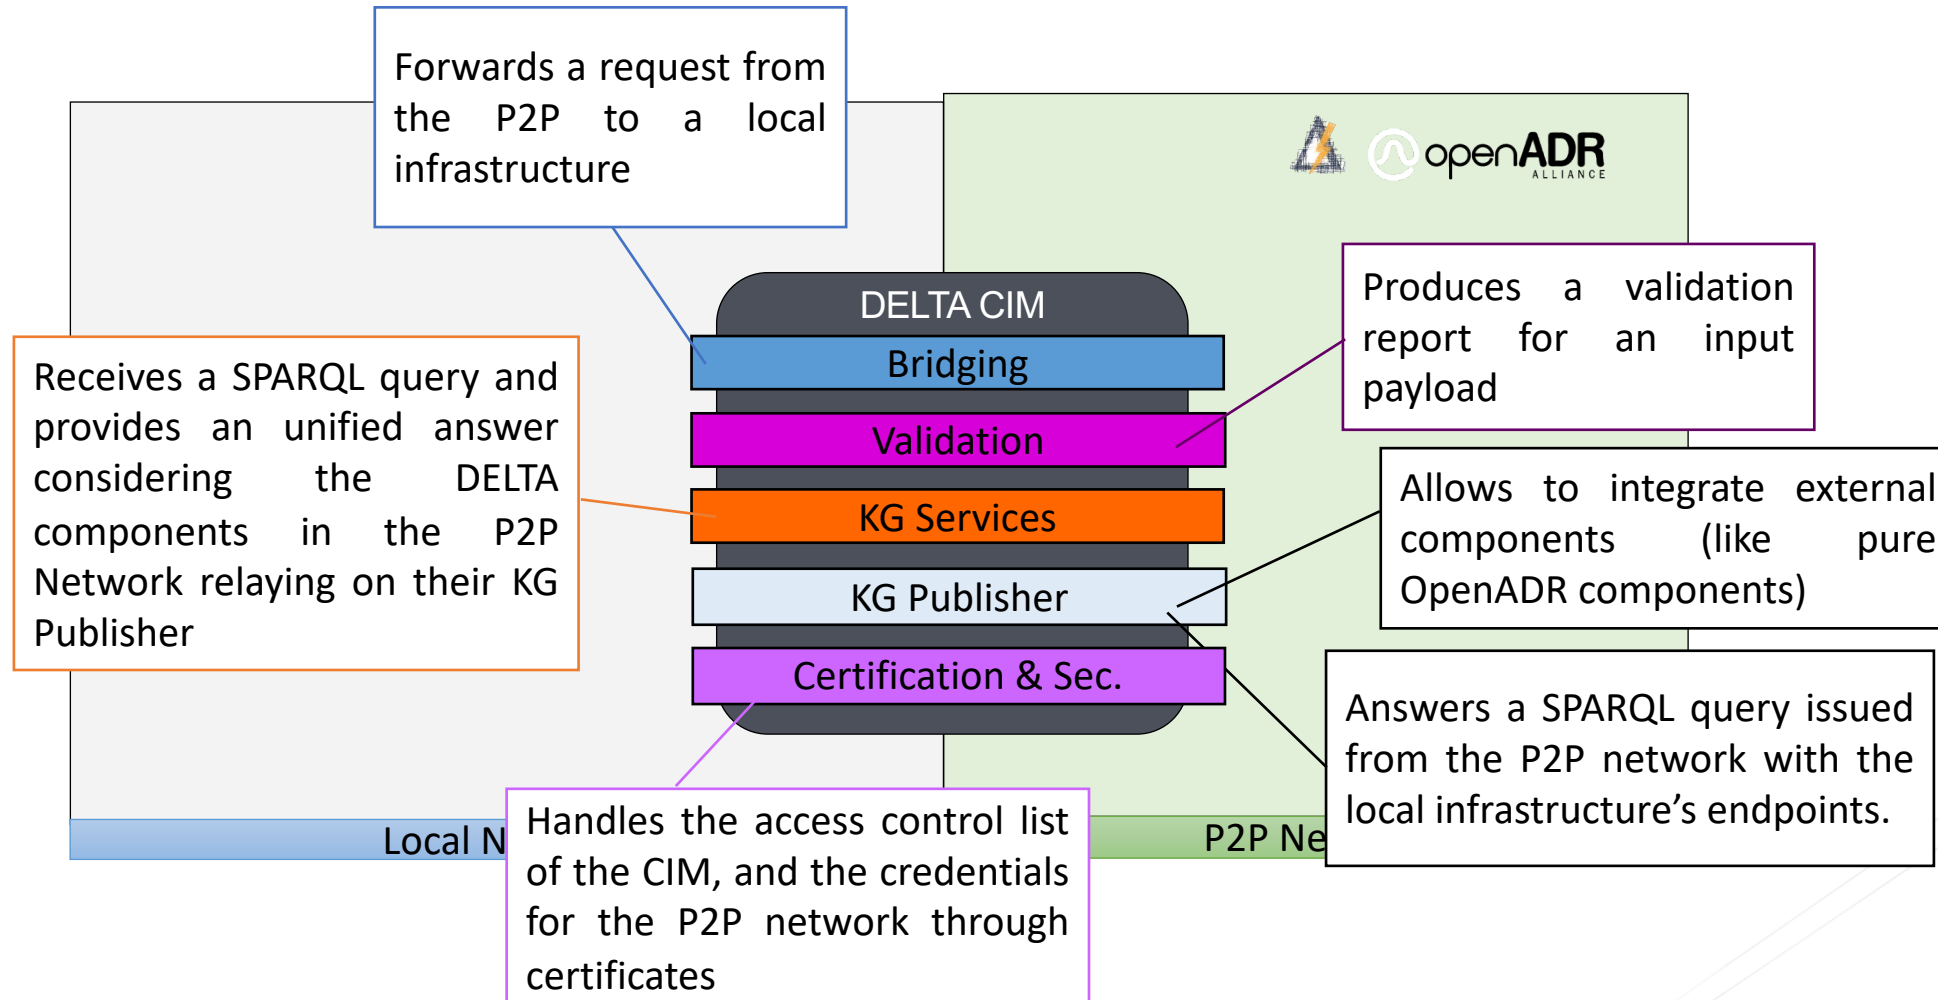 Forwards a request from
the P2P to a local
infrastructure
openADR
ALLIANCE
DELTA CIM
Bridging
Validation
KG Services
KG Publisher
Certification & Sec.
Produces a validation
report for an input
payload
Receives a SPARQL query and
provides an unified answer
considering the DELTA
components in the P2P
Network relaying on their KG
Publisher
Allows to integrate external
components (like pure
OpenADR components)
Answers a SPARQL query issued
from the P2P network with the
local infrastructure’s endpoints.
Handles the access control list
of the CIM, and the credentials
for the P2P network through
certificates
Local N
P2P Ne